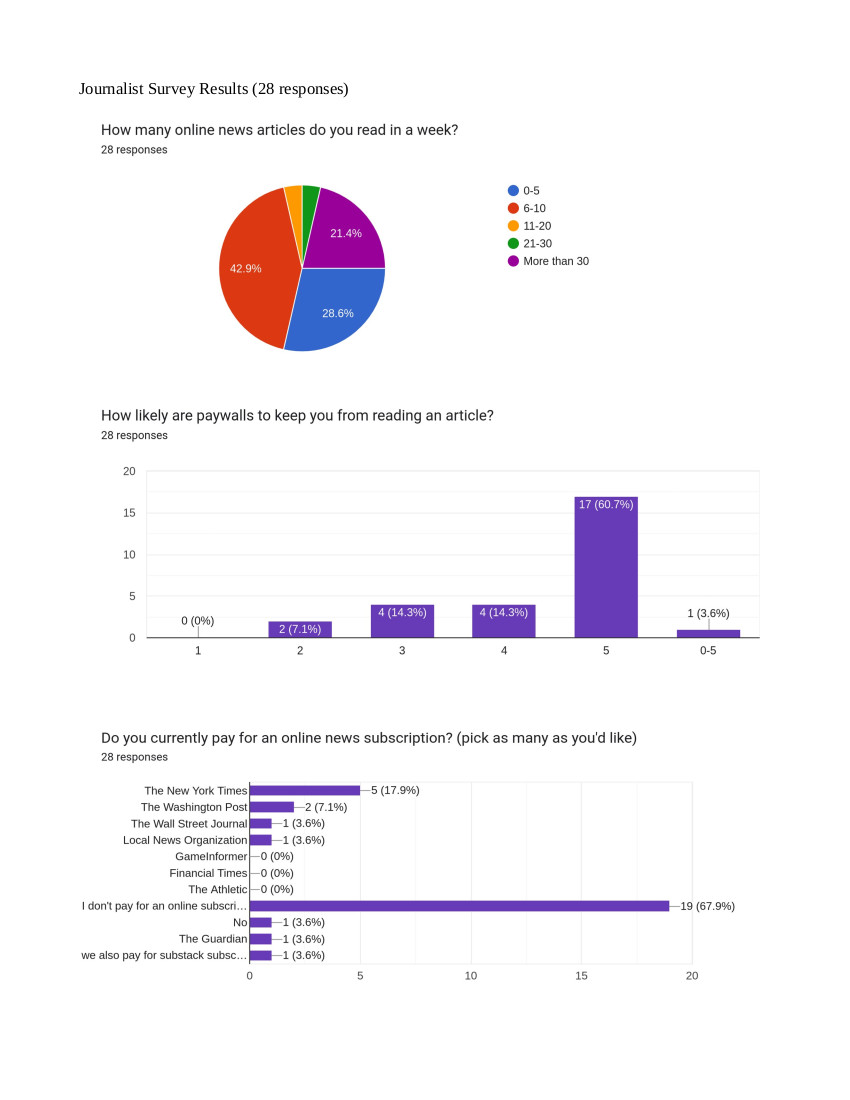 Journalist Survey Results (28 responses)
How many online news articles do you read in a week?
28 responses
0-5
6-10
11-20
21-30
More than 30
21.4%
42.9%
28.6%
How likely are paywalls to keep you from reading an article?
28 responses
20
15
10
5
0
0 (0%)
2 (7.1%)
4 (14.3%)
4 (14.3%)
17 (60.7%)
1 (3.6%)
1 2 3 4 5 0-5
Do you currently pay for an online news subscription? (pick as many as you'd like)
28 responses
The New York Times 5 (17.9%)
The Washington Post 2 (7.1%)
The Wall Street Journal 1 (3.6%)
Local News Organization 1 (3.6%)
GameInformer 0 (0%)
Financial Times 0 (0%)
The Athletic 0 (0%)
I don't pay for an online subscri… 19 (67.9%)
No 1 (3.6%)
The Guardian 1 (3.6%)
we also pay for substack subsc… 1 (3.6%)
0 5 10 15 20